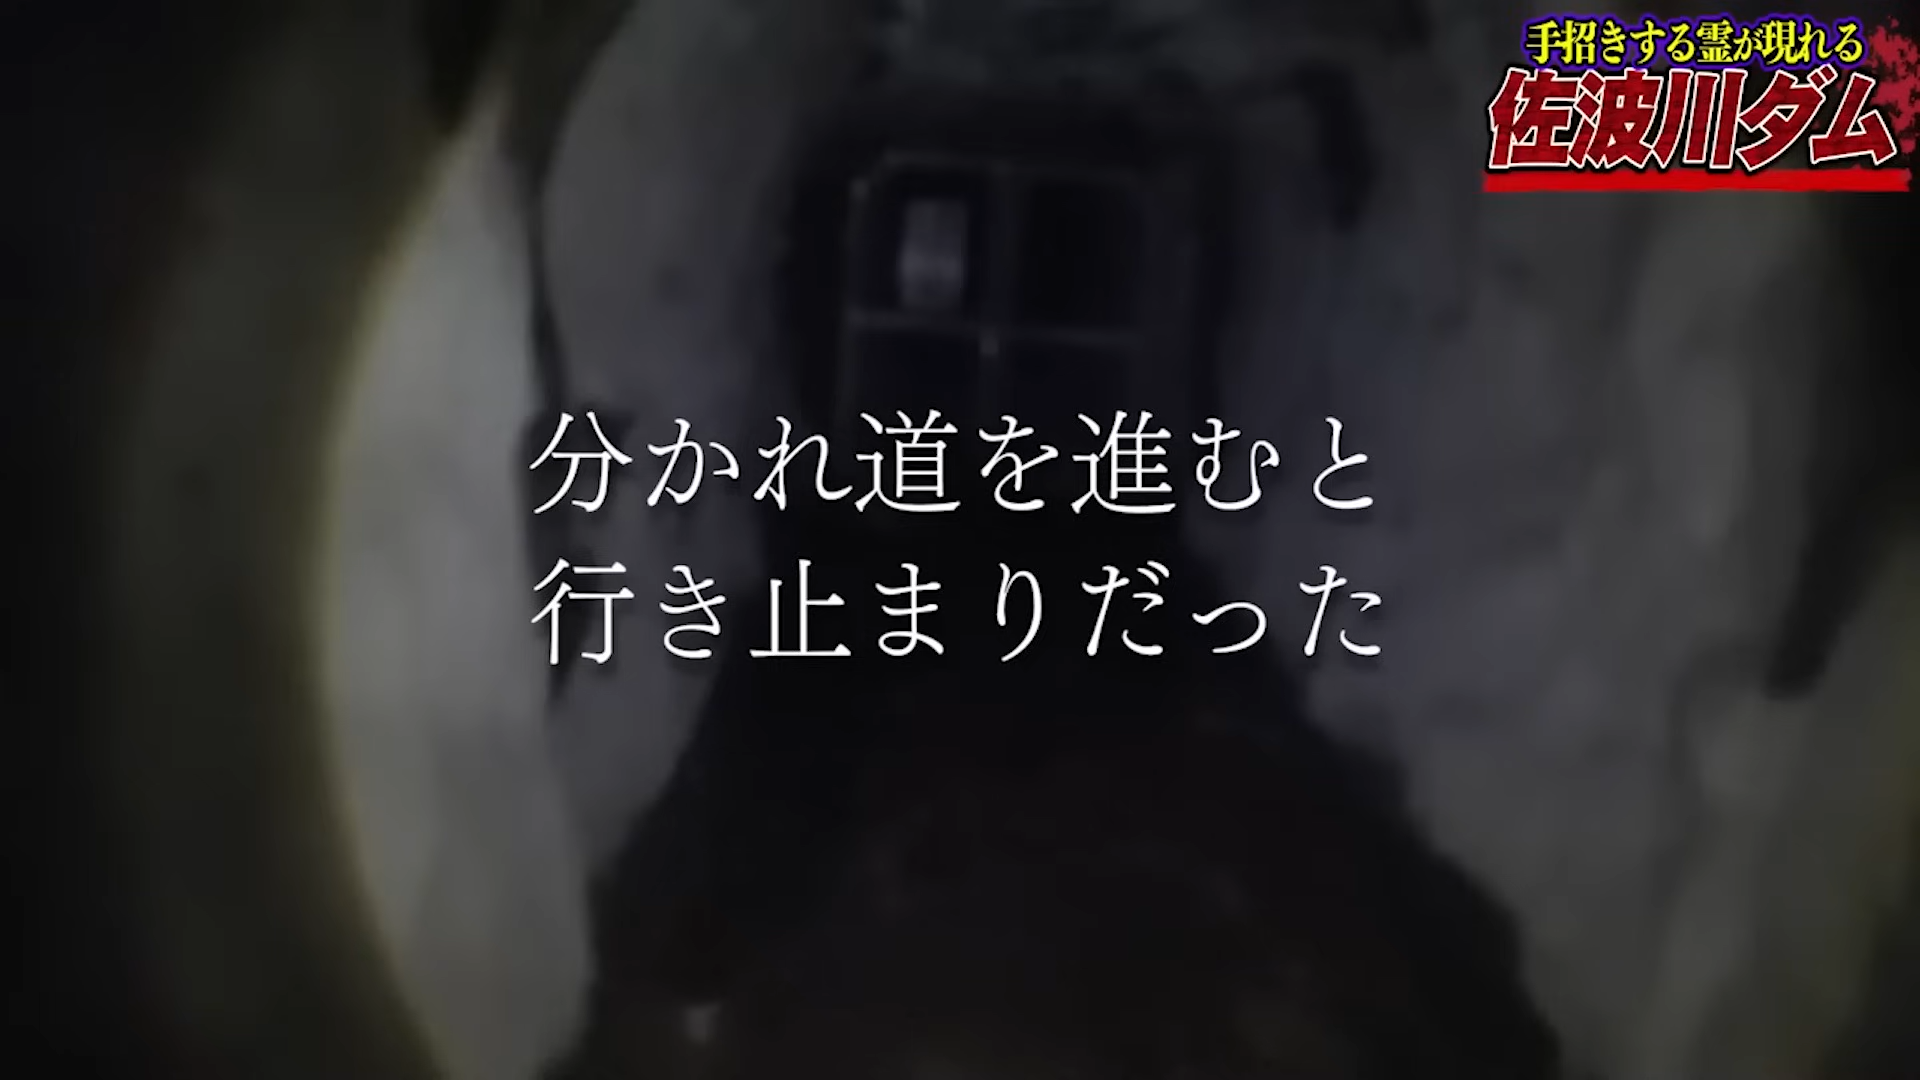 手招きする霊が現れる
佐波川ダム
分かれ道を進むと
行き止まりだった